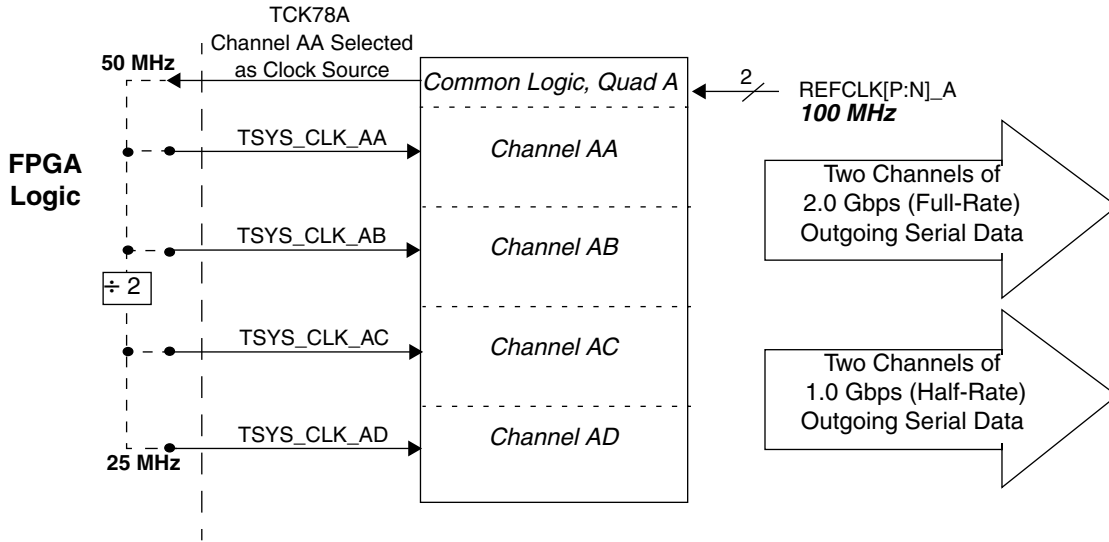 TCK78A
Channel AA Selected
as Clock Source
50 MHz
Common Logic, Quad A
2
REFCLK[P:N]_A
100 MHz
TSYS_CLK_AA
Channel AA
FPGA
Logic
Two Channels of
2.0 Gbps (Full-Rate)
Outgoing Serial Data
TSYS_CLK_AB
Channel AB
÷ 2
TSYS_CLK_AC
Channel AC
Two Channels of
1.0 Gbps (Half-Rate)
Outgoing Serial Data
TSYS_CLK_AD
Channel AD
25 MHz